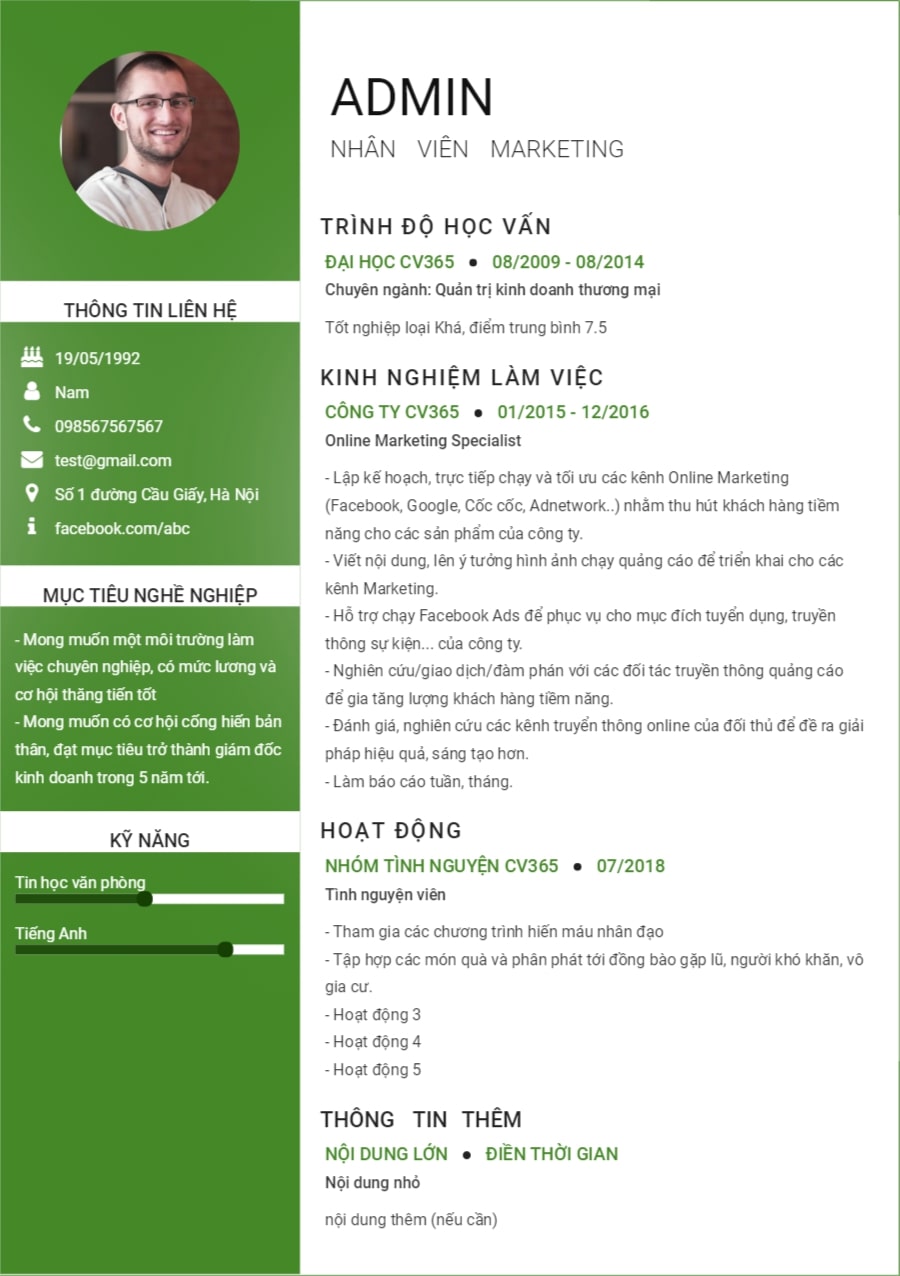 ADMIN
NHÂN VIÊN MARKETING
THÔNG TIN LIÊN HỆ
19/05/1992
Nam
098567567567
test@gmail.com
Số 1 đường Cầu Giấy, Hà Nội
facebook.com/abc
MỤC TIÊU NGHỀ NGHIỆP
- Mong muốn một môi trường làm
việc chuyên nghiệp, có mức lương và
cơ hội thăng tiến tốt
- Mong muốn có cơ hội cống hiến bản
thân, đạt mục tiêu trở thành giám đốc
kinh doanh trong 5 năm tới.
KỸ NĂNG
Tin học văn phòng
Tiếng Anh
TRÌNH ĐỘ HỌC VẤN
ĐẠI HỌC CV365 ● 08/2009 - 08/2014
Chuyên ngành: Quản trị kinh doanh thương mại
Tốt nghiệp loại Khá, điểm trung bình 7.5
KINH NGHIỆM LÀM VIỆC
CÔNG TY CV365 ● 01/2015 - 12/2016
Online Marketing Specialist
- Lập kế hoạch, trực tiếp chạy và tối ưu các kênh Online Marketing
(Facebook, Google, Cốc cốc, Adnetwork..) nhằm thu hút khách hàng tiềm
năng cho các sản phẩm của công ty.
- Viết nội dung, lên ý tưởng hình ảnh chạy quảng cáo để triển khai cho các
kênh Marketing.
- Hỗ trợ chạy Facebook Ads để phục vụ cho mục đích tuyển dụng, truyền
thông sự kiện... của công ty.
- Nghiên cứu/giao dịch/đàm phán với các đối tác truyền thông quảng cáo
để gia tăng lượng khách hàng tiềm năng.
- Đánh giá, nghiên cứu các kênh truyển thông online của đối thủ để đề ra giải
pháp hiệu quả, sáng tạo hơn.
- Làm báo cáo tuần, tháng.
HOẠT ĐỘNG
NHÓM TÌNH NGUYỆN CV365 ● 07/2018
Tình nguyện viên
- Tham gia các chương trình hiến máu nhân đạo
- Tập hợp các món quà và phân phát tới đồng bào gặp lũ, người khó khăn, vô
gia cư.
- Hoạt động 3
- Hoạt động 4
- Hoạt động 5
THÔNG TIN THÊM
NỘI DUNG LỚN ● ĐIỀN THỜI GIAN
Nội dung nhỏ
nội dung thêm (nếu cần)